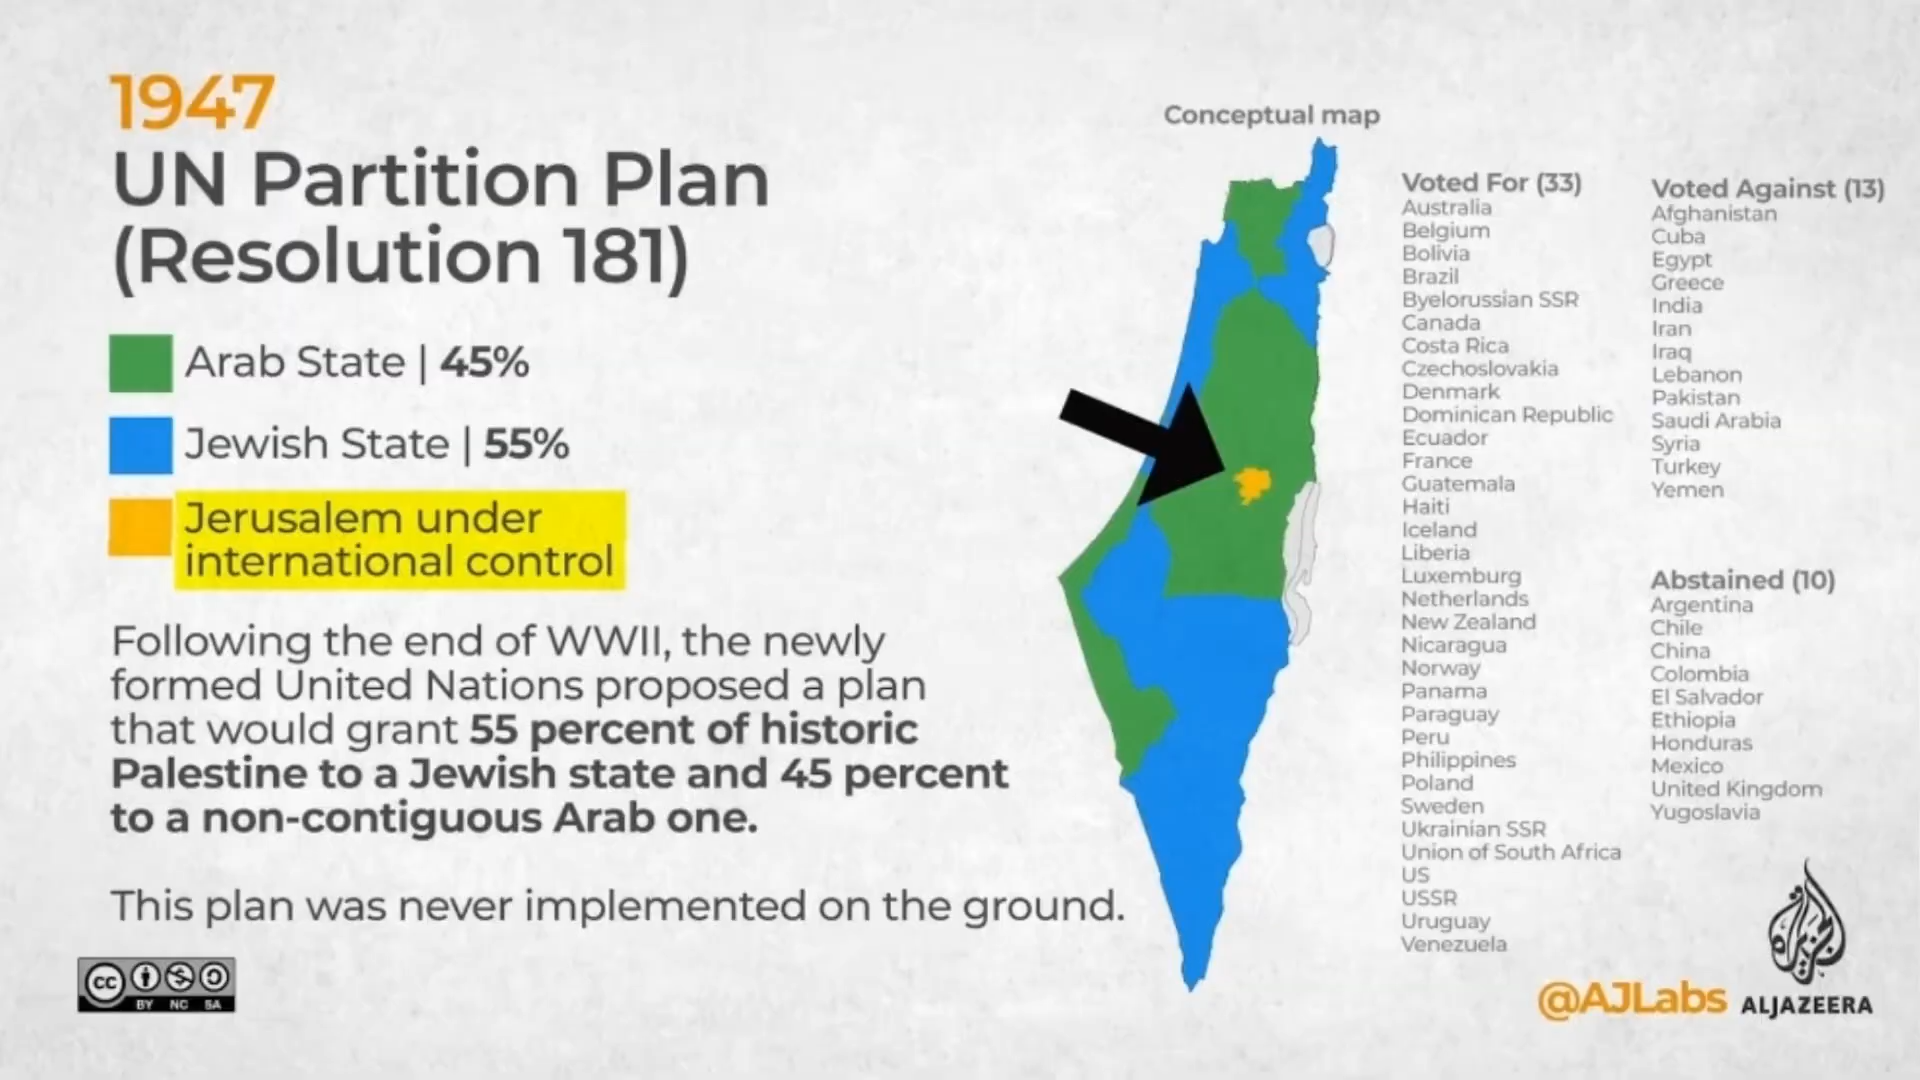 1947
UN Partition Plan
(Resolution 181)
Arab State | 45%
Jewish State | 55%
Jerusalem under
international control
Following the end of WWII, the newly
formed United Nations proposed a plan
that would grant 55 percent of historic
Palestine to a Jewish state and 45 percent
to a non-contiguous Arab one.
This plan was never implemented on the ground.
cc
BY NC SA
Conceptual map
Voted For (33)
Australia
Belgium
Bolivia
Brazil
Byelorussian SSR
Canada
Costa Rica
Czechoslovakia
Denmark
Dominican Republic
Ecuador
France
Guatemala
Haiti
Iceland
Liberia
Luxemburg
Netherlands
New Zealand
Nicaragua
Norway
Panama
Paraguay
Peru
Philippines
Poland
Sweden
Ukrainian SSR
Union of South Africa
US
USSR
Uruguay
Venezuela
Voted Against (13)
Afghanistan
Cuba
Egypt
Greece
India
Iran
Iraq
Lebanon
Pakistan
Saudi Arabia
Syria
Turkey
Yemen
Abstained (10)
Argentina
Chile
China
Colombia
El Salvador
Ethiopia
Honduras
Mexico
United Kingdom
Yugoslavia
الجزيرة
@AJLabs ALJAZEERA